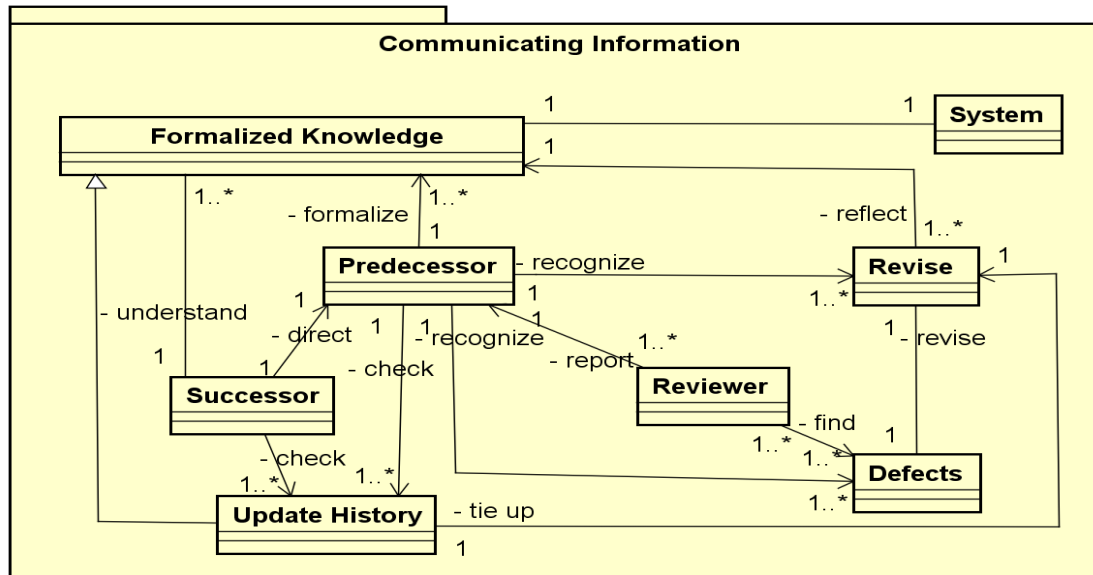 Communicating Information
1
1
System
Formalized Knowledge
1
1..*
1..*
- formalize
- reflect
1
1..*
Predecessor
- recognize
Revise
1
- understand
1
1
1
1
1..*
- direct
- recognize
1
1..*
1
- revise
1
1
- check
- report
Successor
Reviewer
- find
1
- check
1..*
1..*
1..*
1..*
Defects
Update History
- tie up
1..*
1